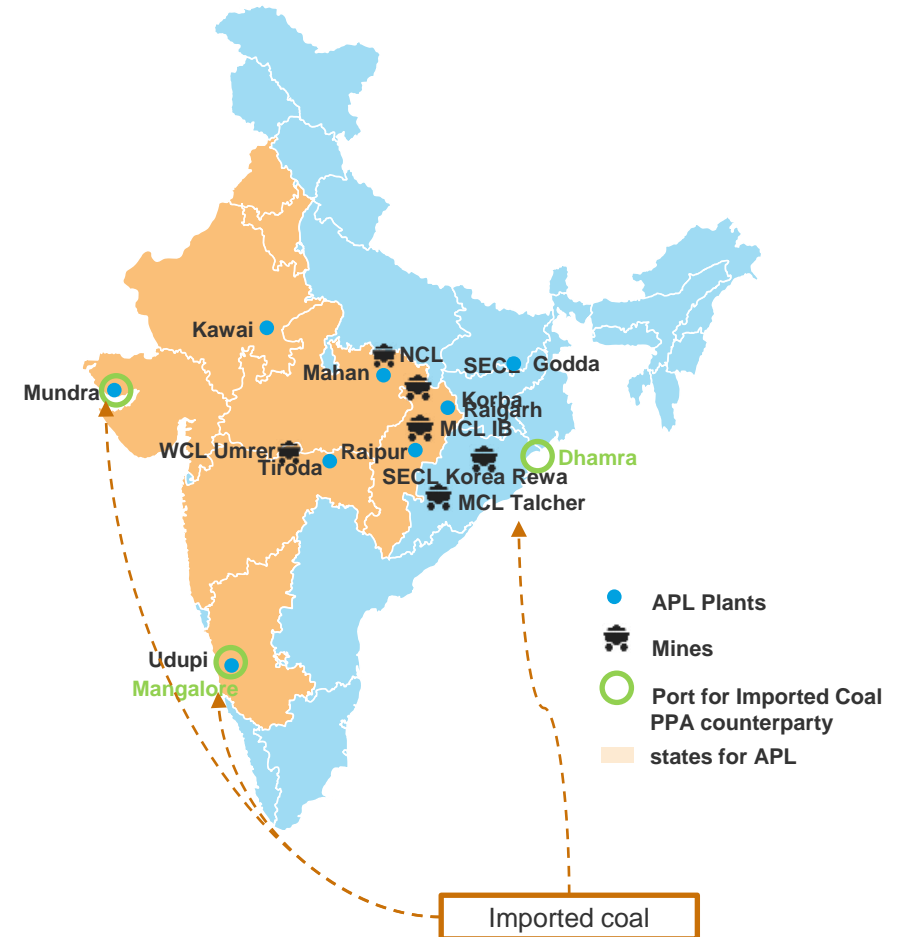 Kawai
NCL
Mahan
SECL
Godda
Mundra
Korba
Raigarh
MCL IB
WCL Umrer
Raipur
Tiroda
Dhamra
SECL Korea Rewa
MCL Talcher
APL Plants
Mines
Udupi
Mangalore
Port for Imported Coal
PPA counterparty
states for APL
Imported coal